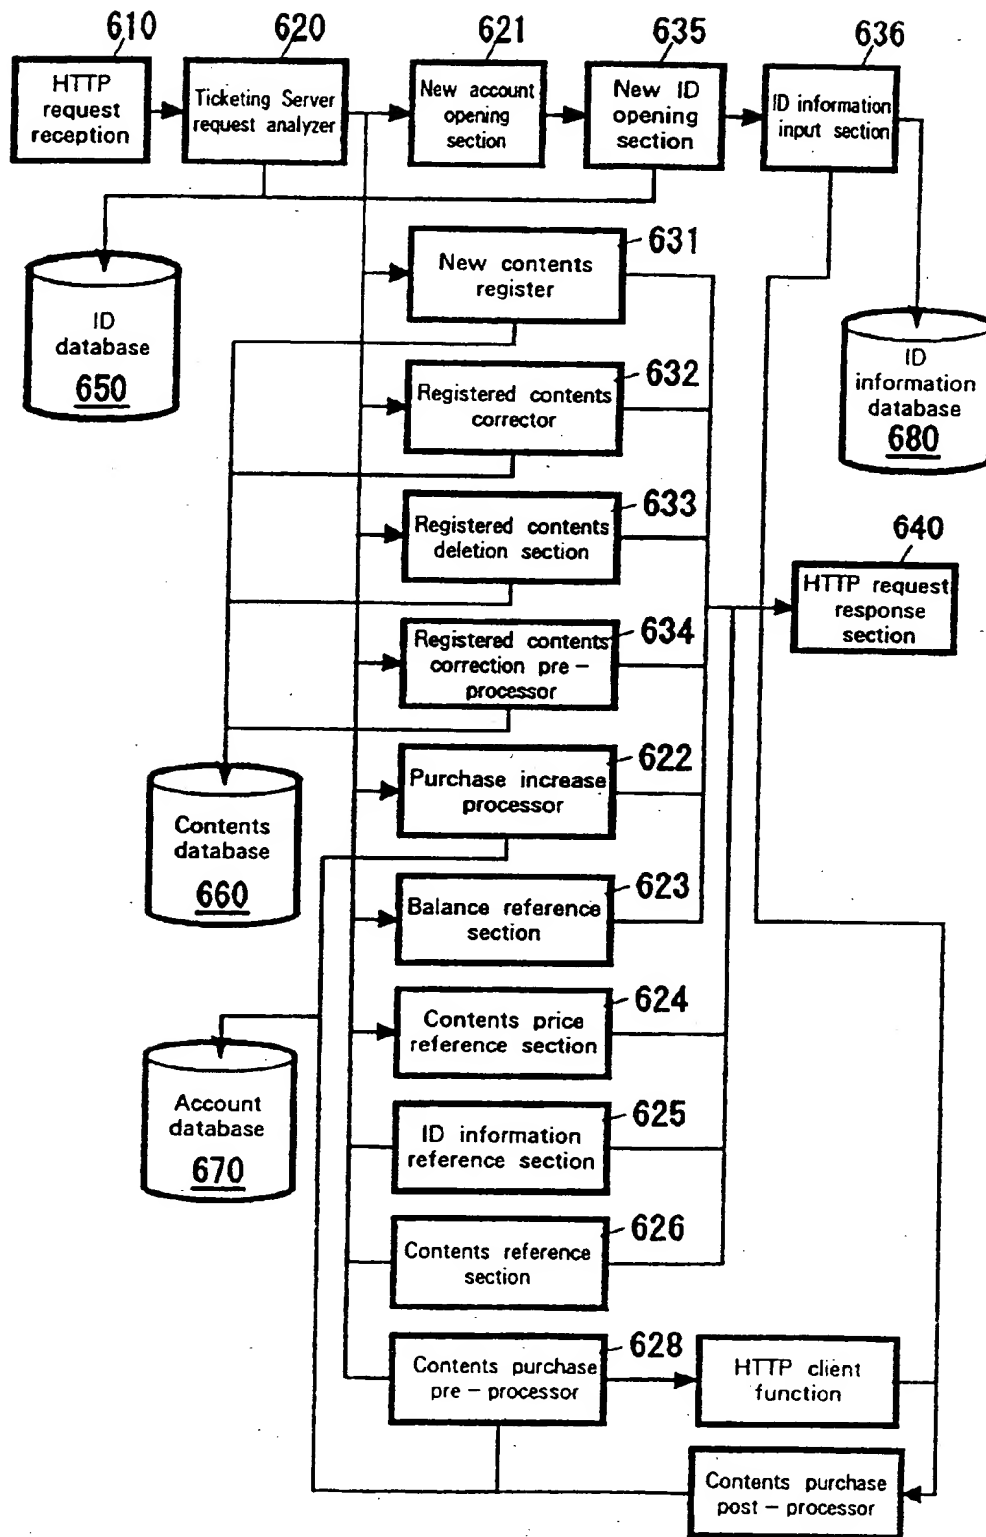 610
620
621
635
636
HTTP
request
reception
Ticketing Server
request analyzer
New account
opening
section
New ID
opening
section
ID information
input section
631
New contents
register
ID
database
650
632
Registered contents
corrector
ID
information
database
680
633
Registered contents
deletion section
640
HTTP request
response
section
634
Registered contents
correction pre-
processor
622
Purchase increase
processor
Contents
database
660
623
Balance reference
section
624
Contents price
reference section
Account
database
670
625
ID information
reference section
626
Contents reference
section
628
Contents purchase
pre-processor
HTTP client
function
Contents purchase
post-processor